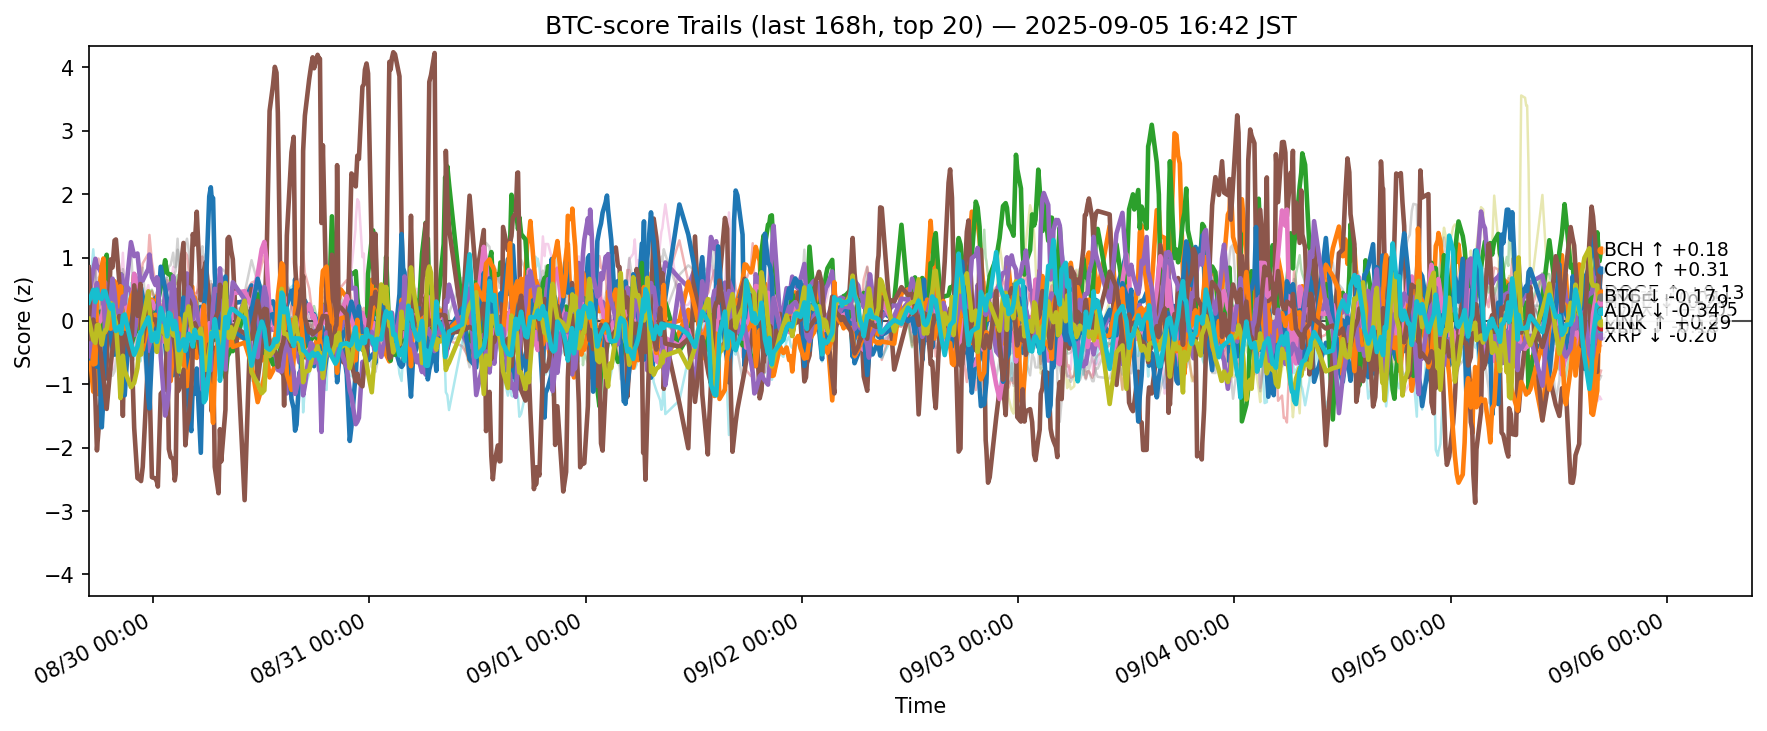 BTC-score Trails (last 168h, top 20) — 2025-09-05 16:42 JST
Score (z)
4
3
2
1
0
−1
−2
−3
−4
BCH ↑ +0.18
CRO ↑ +0.31
ADA ↓ -0.34
LINK ↑ +0.29
XRP ↓ -0.20
08/30 00:00
08/31 00:00
09/01 00:00
09/02 00:00
09/03 00:00
09/04 00:00
09/05 00:00
09/06 00:00
Time